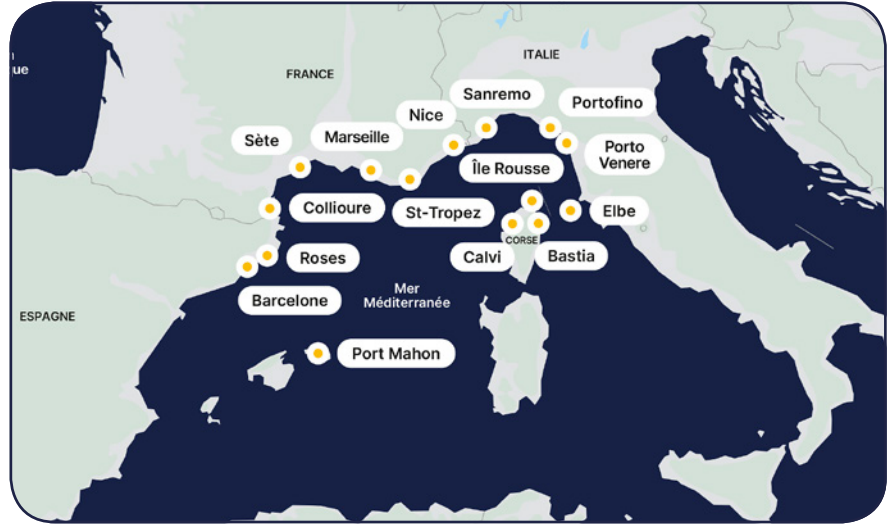 ue
ITALIE
FRANCE
Sanremo
Portofino
Nice
Marseille
Sète
Porto
Venere
Île Rousse
Collioure
St-Tropez
Elbe
CORSE
Calvi
Bastia
Roses
Mer
Méditerranée
Barcelone
ESPAGNE
Port Mahon